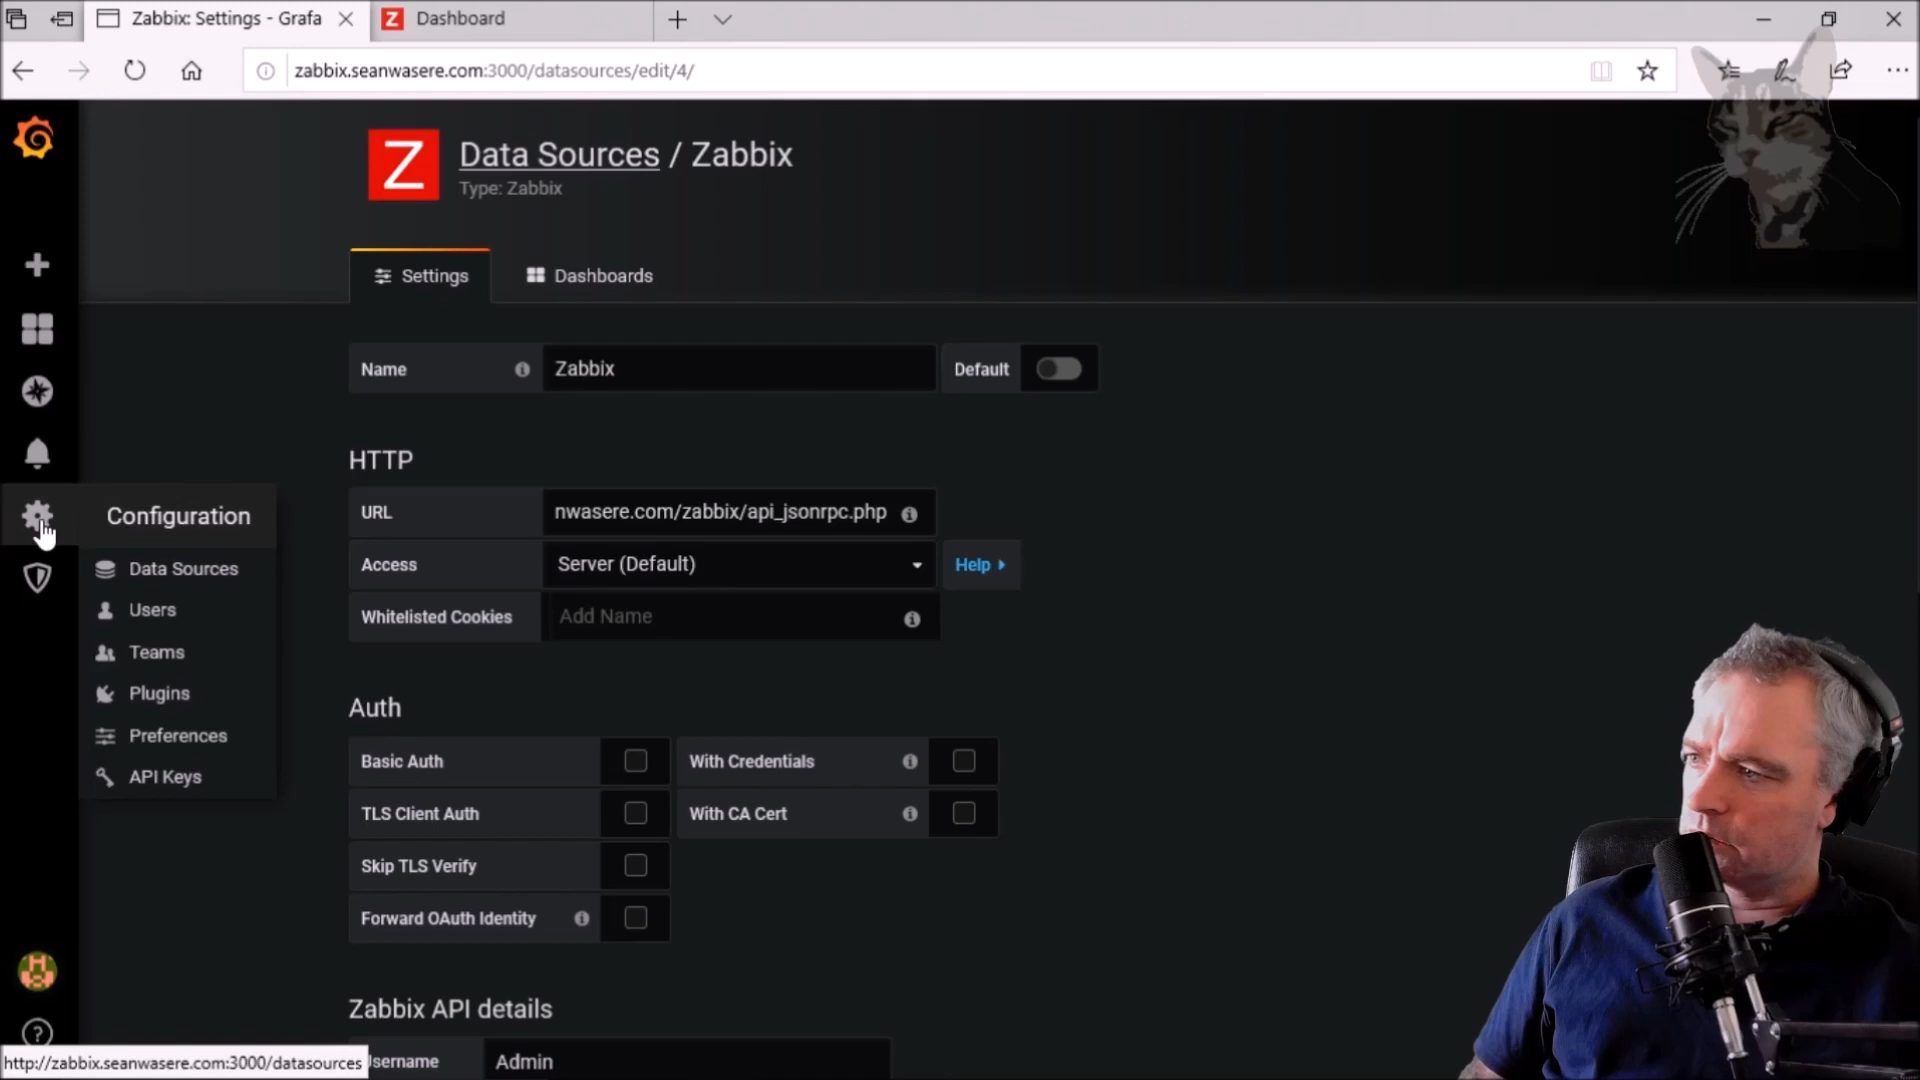 Zabbix: Settings - Grafa
Z Dashboard
zabbix.seanwasere.com:3000/datasources/edit/4/
Z
Data Sources / Zabbix
Type: Zabbix
Settings
Dashboards
Name
Zabbix
Default
HTTP
URL
nwasere.com/zabbix/api_jsonrpc.php
Access
Server (Default)
Help
Whitelisted Cookies
Add Name
Configuration
Data Sources
Users
Teams
Plugins
Preferences
API Keys
Auth
Basic Auth
With Credentials
TLS Client Auth
With CA Cert
Skip TLS Verify
Forward OAuth Identity
Zabbix API details
sername
Admin
http://zabbix.seanwasere.com:3000/datasources